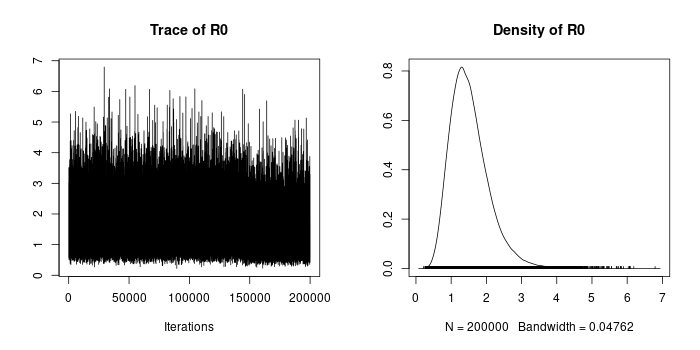 Trace of R0
7
6
5
4
3
2
1
0
0 50000 100000 150000 200000
Iterations
Density of R0
0.8
0.6
0.4
0.2
0.0
0 1 2 3 4 5 6 7
N = 200000 Bandwidth = 0.04762